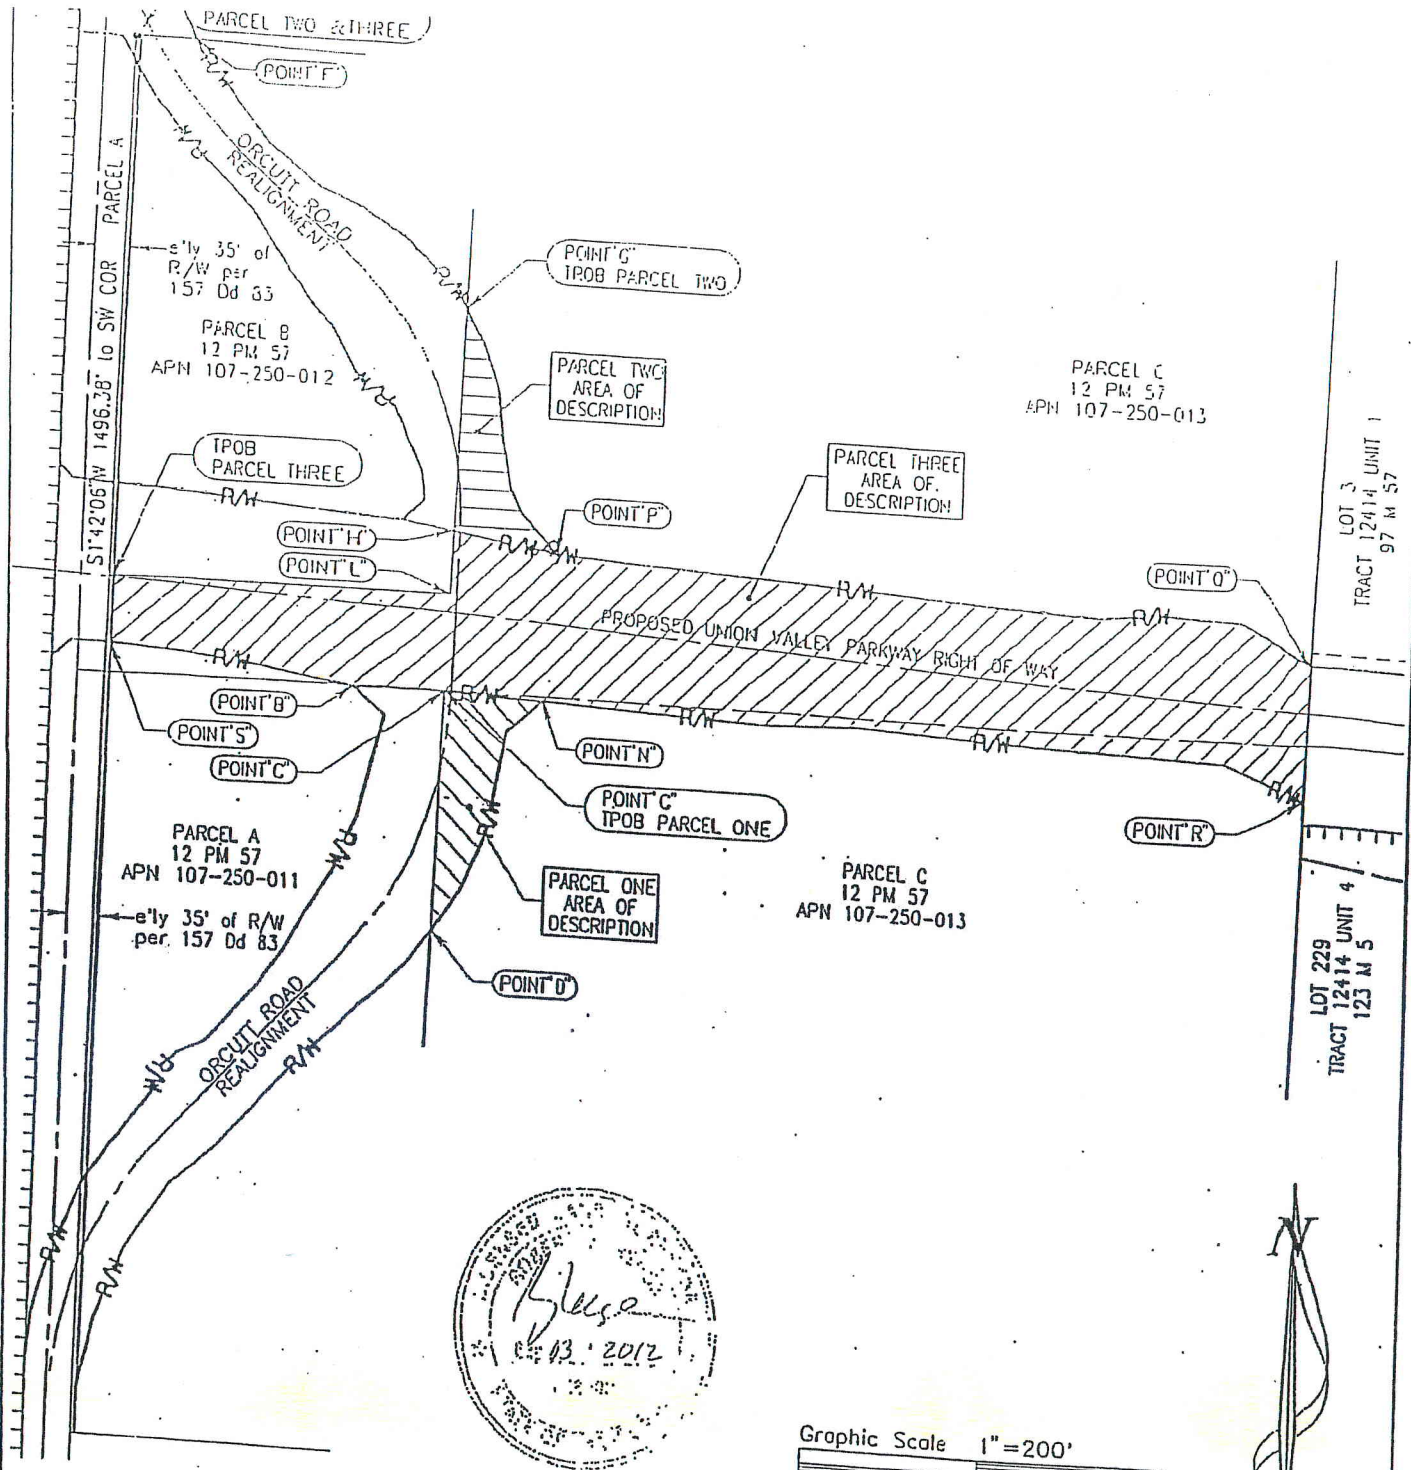 PARCEL TWO & THREE
R/W
POINT"F"
ORCUTT ROAD
REALIGNMENT
R/W
S1°42'06"W 1496.38' to SW COR PARCEL A
e'ly 35' of
R/W per
157 Od 83
PARCEL B
12 PM 57
APN 107-250-012
R/W
R/W
POINT"G"
TPOB PARCEL TWO
PARCEL TWO
AREA OF
DESCRIPTION
PARCEL C
12 PM 57
APN 107-250-013
LOT 3
TRACT 12414 UNIT 1
97 M 57
TPOB
PARCEL THREE
R/W
PARCEL THREE
AREA OF
DESCRIPTION
POINT"P"
POINT"H"
R/W
R/W
POINT"L"
R/W
POINT"Q"
R/W
PROPOSED UNION VALLEY PARKWAY RIGHT OF WAY
R/W
POINT"B"
R/W
R/W
POINT"S"
R/W
POINT"C"
POINT"N"
POINT"C"
TPOB PARCEL ONE
R/W
R/W
POINT"R"
PARCEL A
12 PM 57
APN 107-250-011
R/W
e'ly 35' of R/W
per 157 Od 83
PARCEL ONE
AREA OF
DESCRIPTION
PARCEL C
12 PM 57
APN 107-250-013
LOT 229
TRACT 12414 UNIT 4
123 M 5
POINT"D"
ORCUTT ROAD
REALIGNMENT
R/W
R/W
R/W
R/W
13 2012
N
Graphic Scale 1"=200'